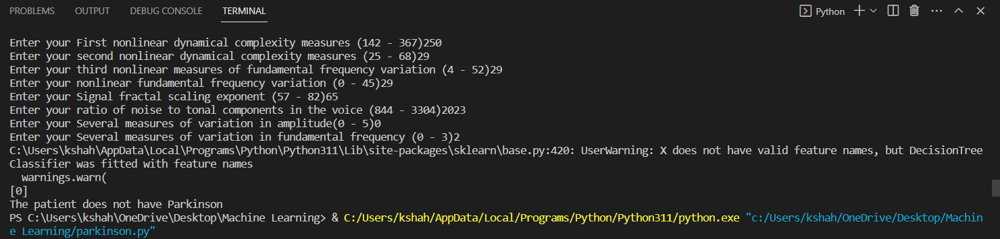 PROBLEMS OUTPUT DEBUG CONSOLE TERMINAL Python
Enter your First nonlinear dynamical complexity measures (142 - 367)250
Enter your second nonlinear dynamical complexity measures (25 - 68)29
Enter your third nonlinear measures of fundamental frequency variation (4 - 52)29
Enter your nonlinear fundamental frequency variation (0 - 45)29
Enter your Signal fractal scaling exponent (57 - 82)65
Enter your ratio of noise to tonal components in the voice (844 - 3304)2023
Enter your Several measures of variation in amplitude(0 - 5)0
Enter your Several measures of variation in fundamental frequency (0 - 3)2
C:\Users\kshah\AppData\Local\Programs\Python\Python311\Lib\site-packages\sklearn\base.py:420: UserWarning: X does not have valid feature names, but DecisionTree
Classifier was fitted with feature names
  warnings.warn(
[0]
The patient does not have Parkinson
PS C:\Users\kshah\OneDrive\Desktop\Machine Learning> & C:/Users/kshah/AppData/Local/Programs/Python/Python311/python.exe "c:/Users/kshah/OneDrive/Desktop/Machin
e Learning/parkinson.py"